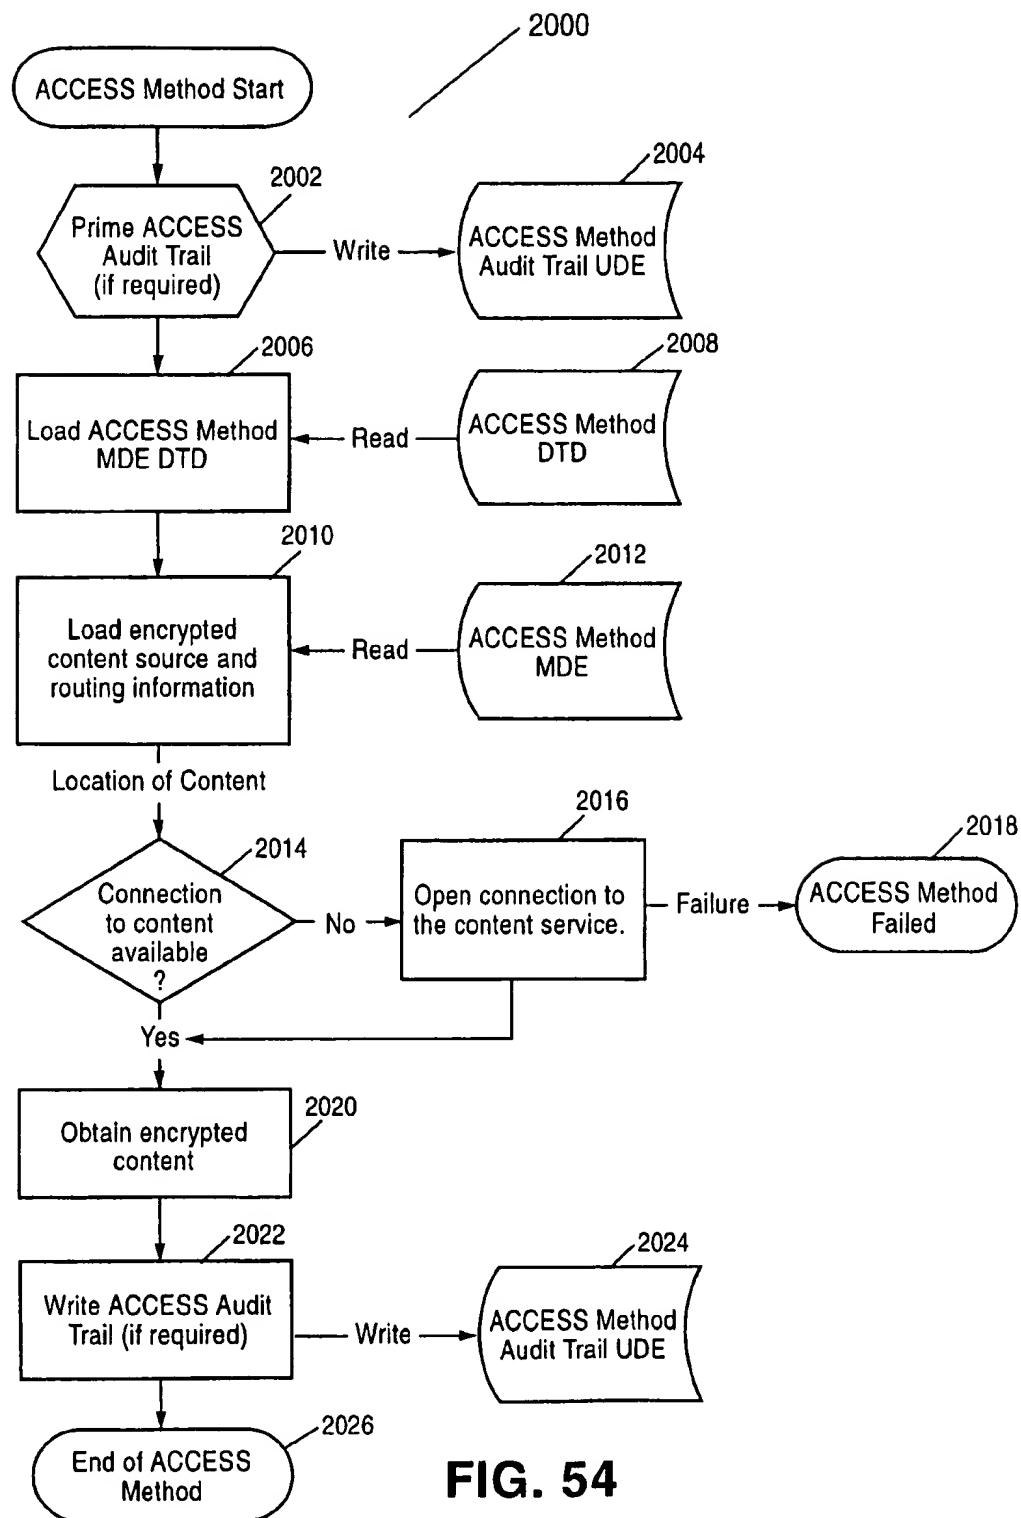 2000
ACCESS Method Start
2002
Prime ACCESS
Audit Trail
(if required)
Write
2004
ACCESS Method
Audit Trail UDE
2006
Load ACCESS Method
MDE DTD
Read
2008
ACCESS Method
DTD
2010
Load encrypted
content source and
routing information
Read
2012
ACCESS Method
MDE
Location of Content
2014
Connection
to content
available
?
No
2016
Open connection to
the content service.
Failure
2018
ACCESS Method
Failed
Yes
2020
Obtain encrypted
content
2022
Write ACCESS Audit
Trail (if required)
Write
2024
ACCESS Method
Audit Trail UDE
2026
End of ACCESS
Method
FIG. 54